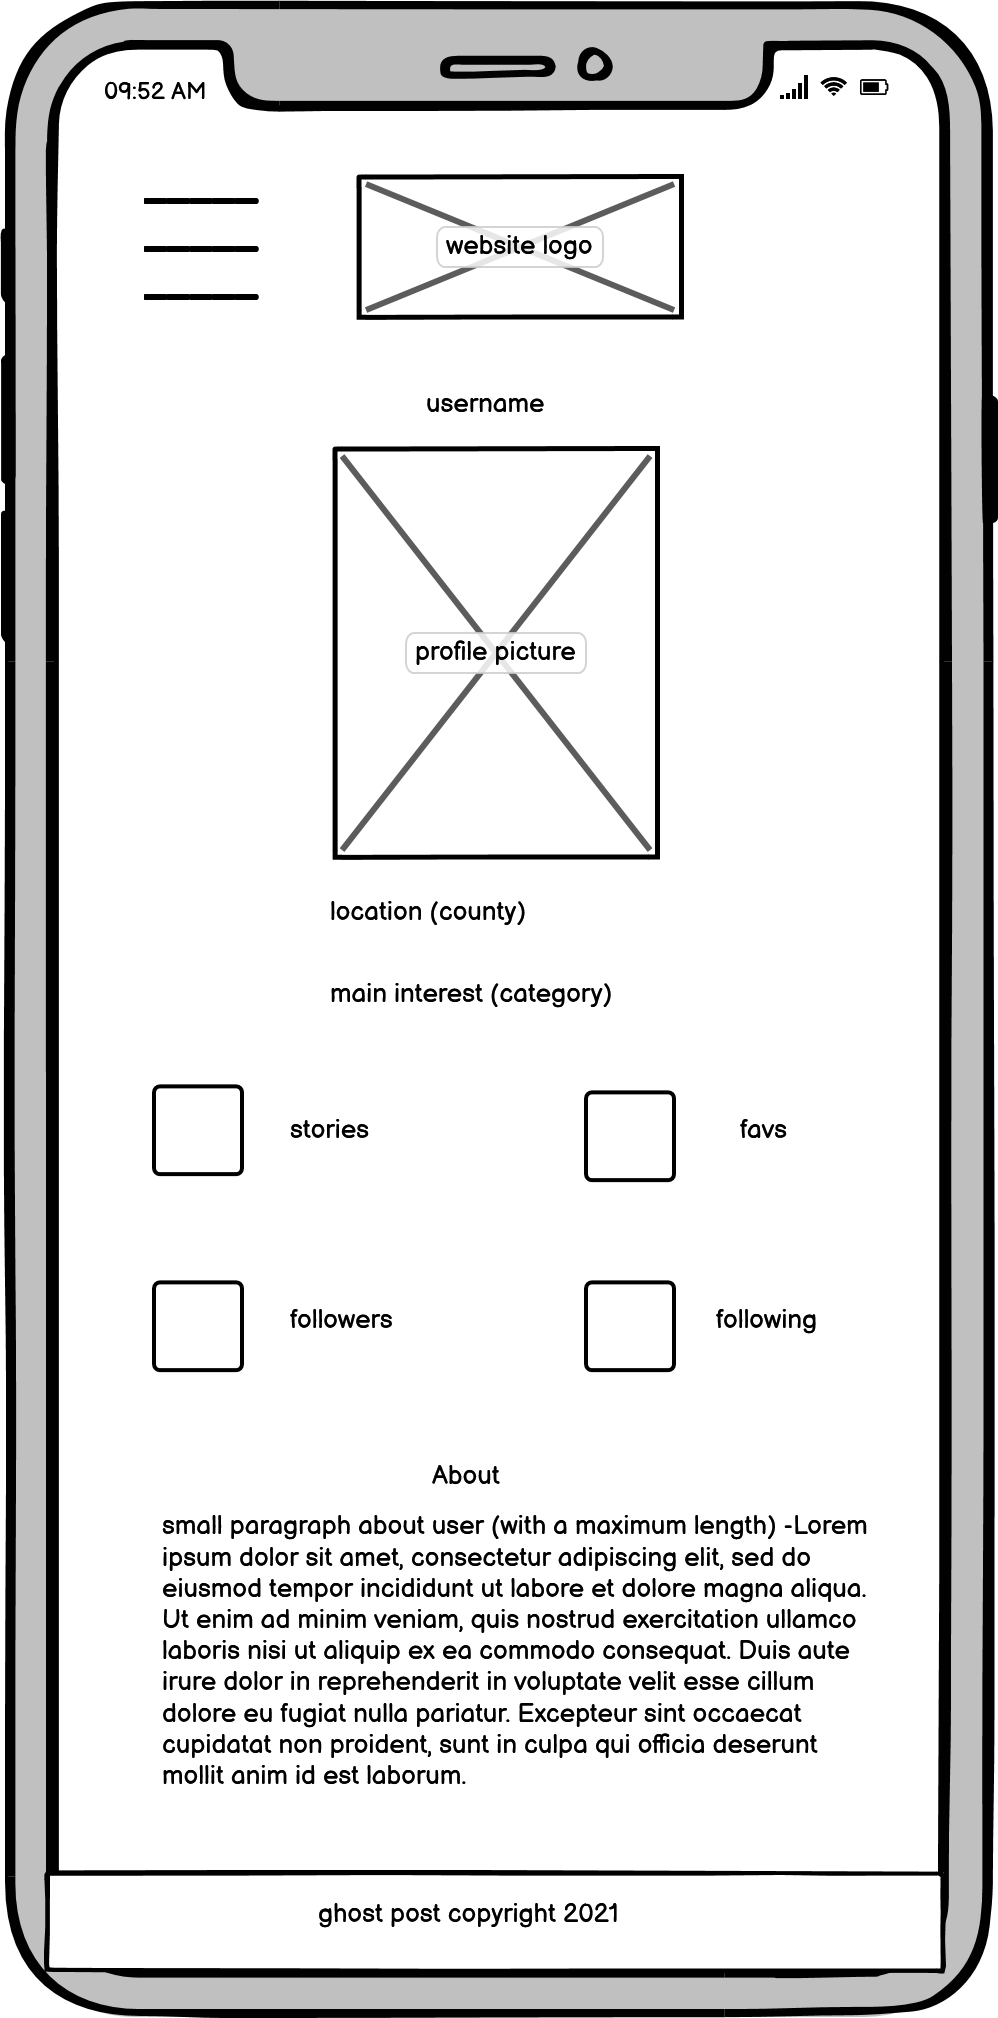 09:52 AM
website logo
username
profile picture
location (county)
main interest (category)
stories
favs
followers
following
About
small paragraph about user (with a maximum length) -Lorem
ipsum dolor sit amet, consectetur adipiscing elit, sed do
eiusmod tempor incididunt ut labore et dolore magna aliqua.
Ut enim ad minim veniam, quis nostrud exercitation ullamco
laboris nisi ut aliquip ex ea commodo consequat. Duis aute
irure dolor in reprehenderit in voluptate velit esse cillum
dolore eu fugiat nulla pariatur. Excepteur sint occaecat
cupidatat non proident, sunt in culpa qui officia deserunt
mollit anim id est laborum.
ghost post copyright 2021